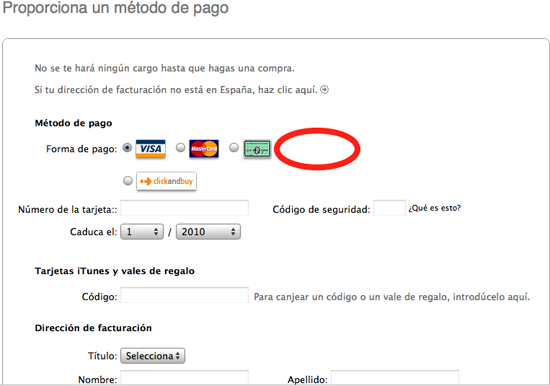 Proporciona un método de pago
No se te hará ningún cargo hasta que hagas una compra.
Si tu dirección de facturación no está en España, haz clic aquí.
Método de pago
Forma de pago: VISA MasterCard
clickandbuy
Número de la tarjeta:: Código de seguridad: ¿Qué es esto?
Caduca el: 1 / 2010
Tarjetas iTunes y vales de regalo
Código: Para canjear un código o un vale de regalo, introdúcelo aquí.
Dirección de facturación
Título: Selecciona
Nombre: Apellido: